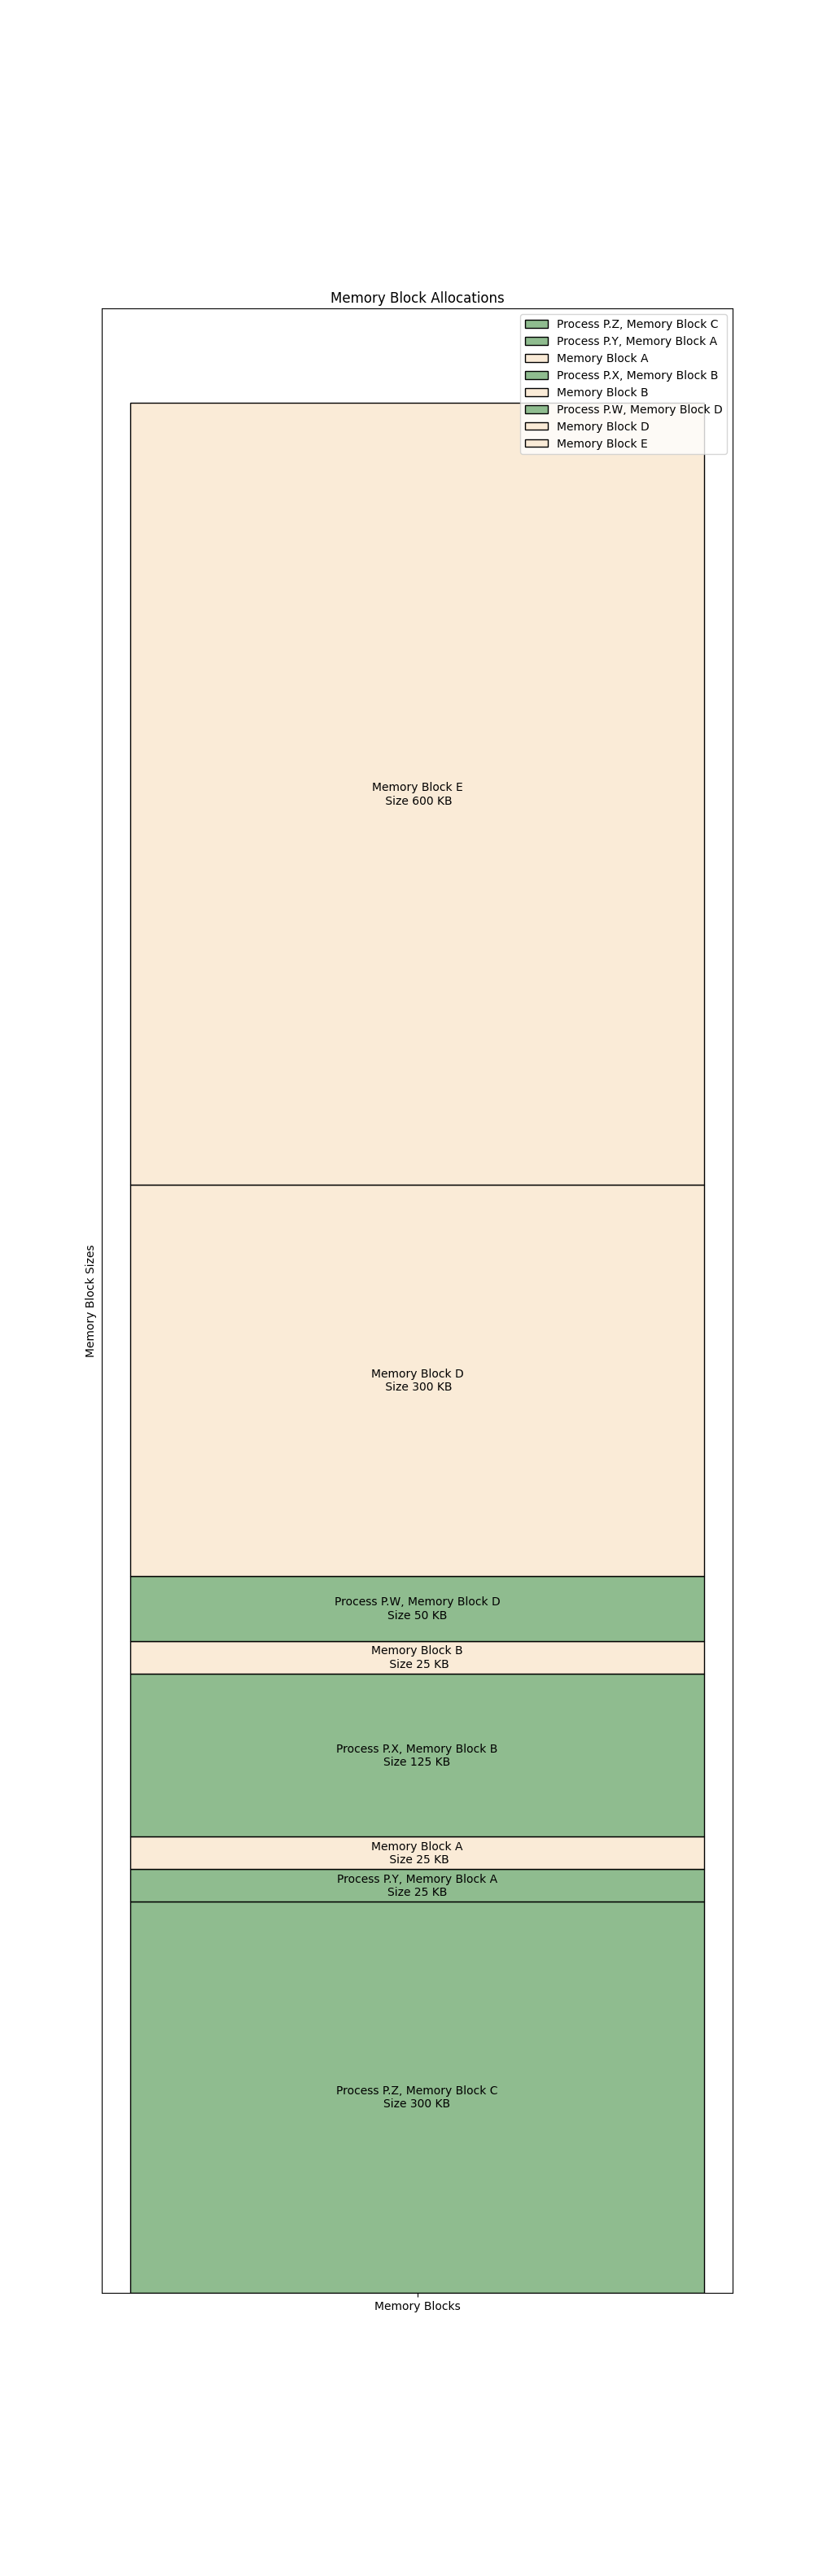 Memory Block Allocations
Process P.Z, Memory Block C
Process P.Y, Memory Block A
Memory Block A
Process P.X, Memory Block B
Memory Block B
Process P.W, Memory Block D
Memory Block D
Memory Block E
Memory Block E
Size 600 KB
Memory Block Sizes
Memory Block D
Size 300 KB
Process P.W, Memory Block D
Size 50 KB
Memory Block B
Size 25 KB
Process P.X, Memory Block B
Size 125 KB
Memory Block A
Size 25 KB
Process P.Y, Memory Block A
Size 25 KB
Process P.Z, Memory Block C
Size 300 KB
Memory Blocks